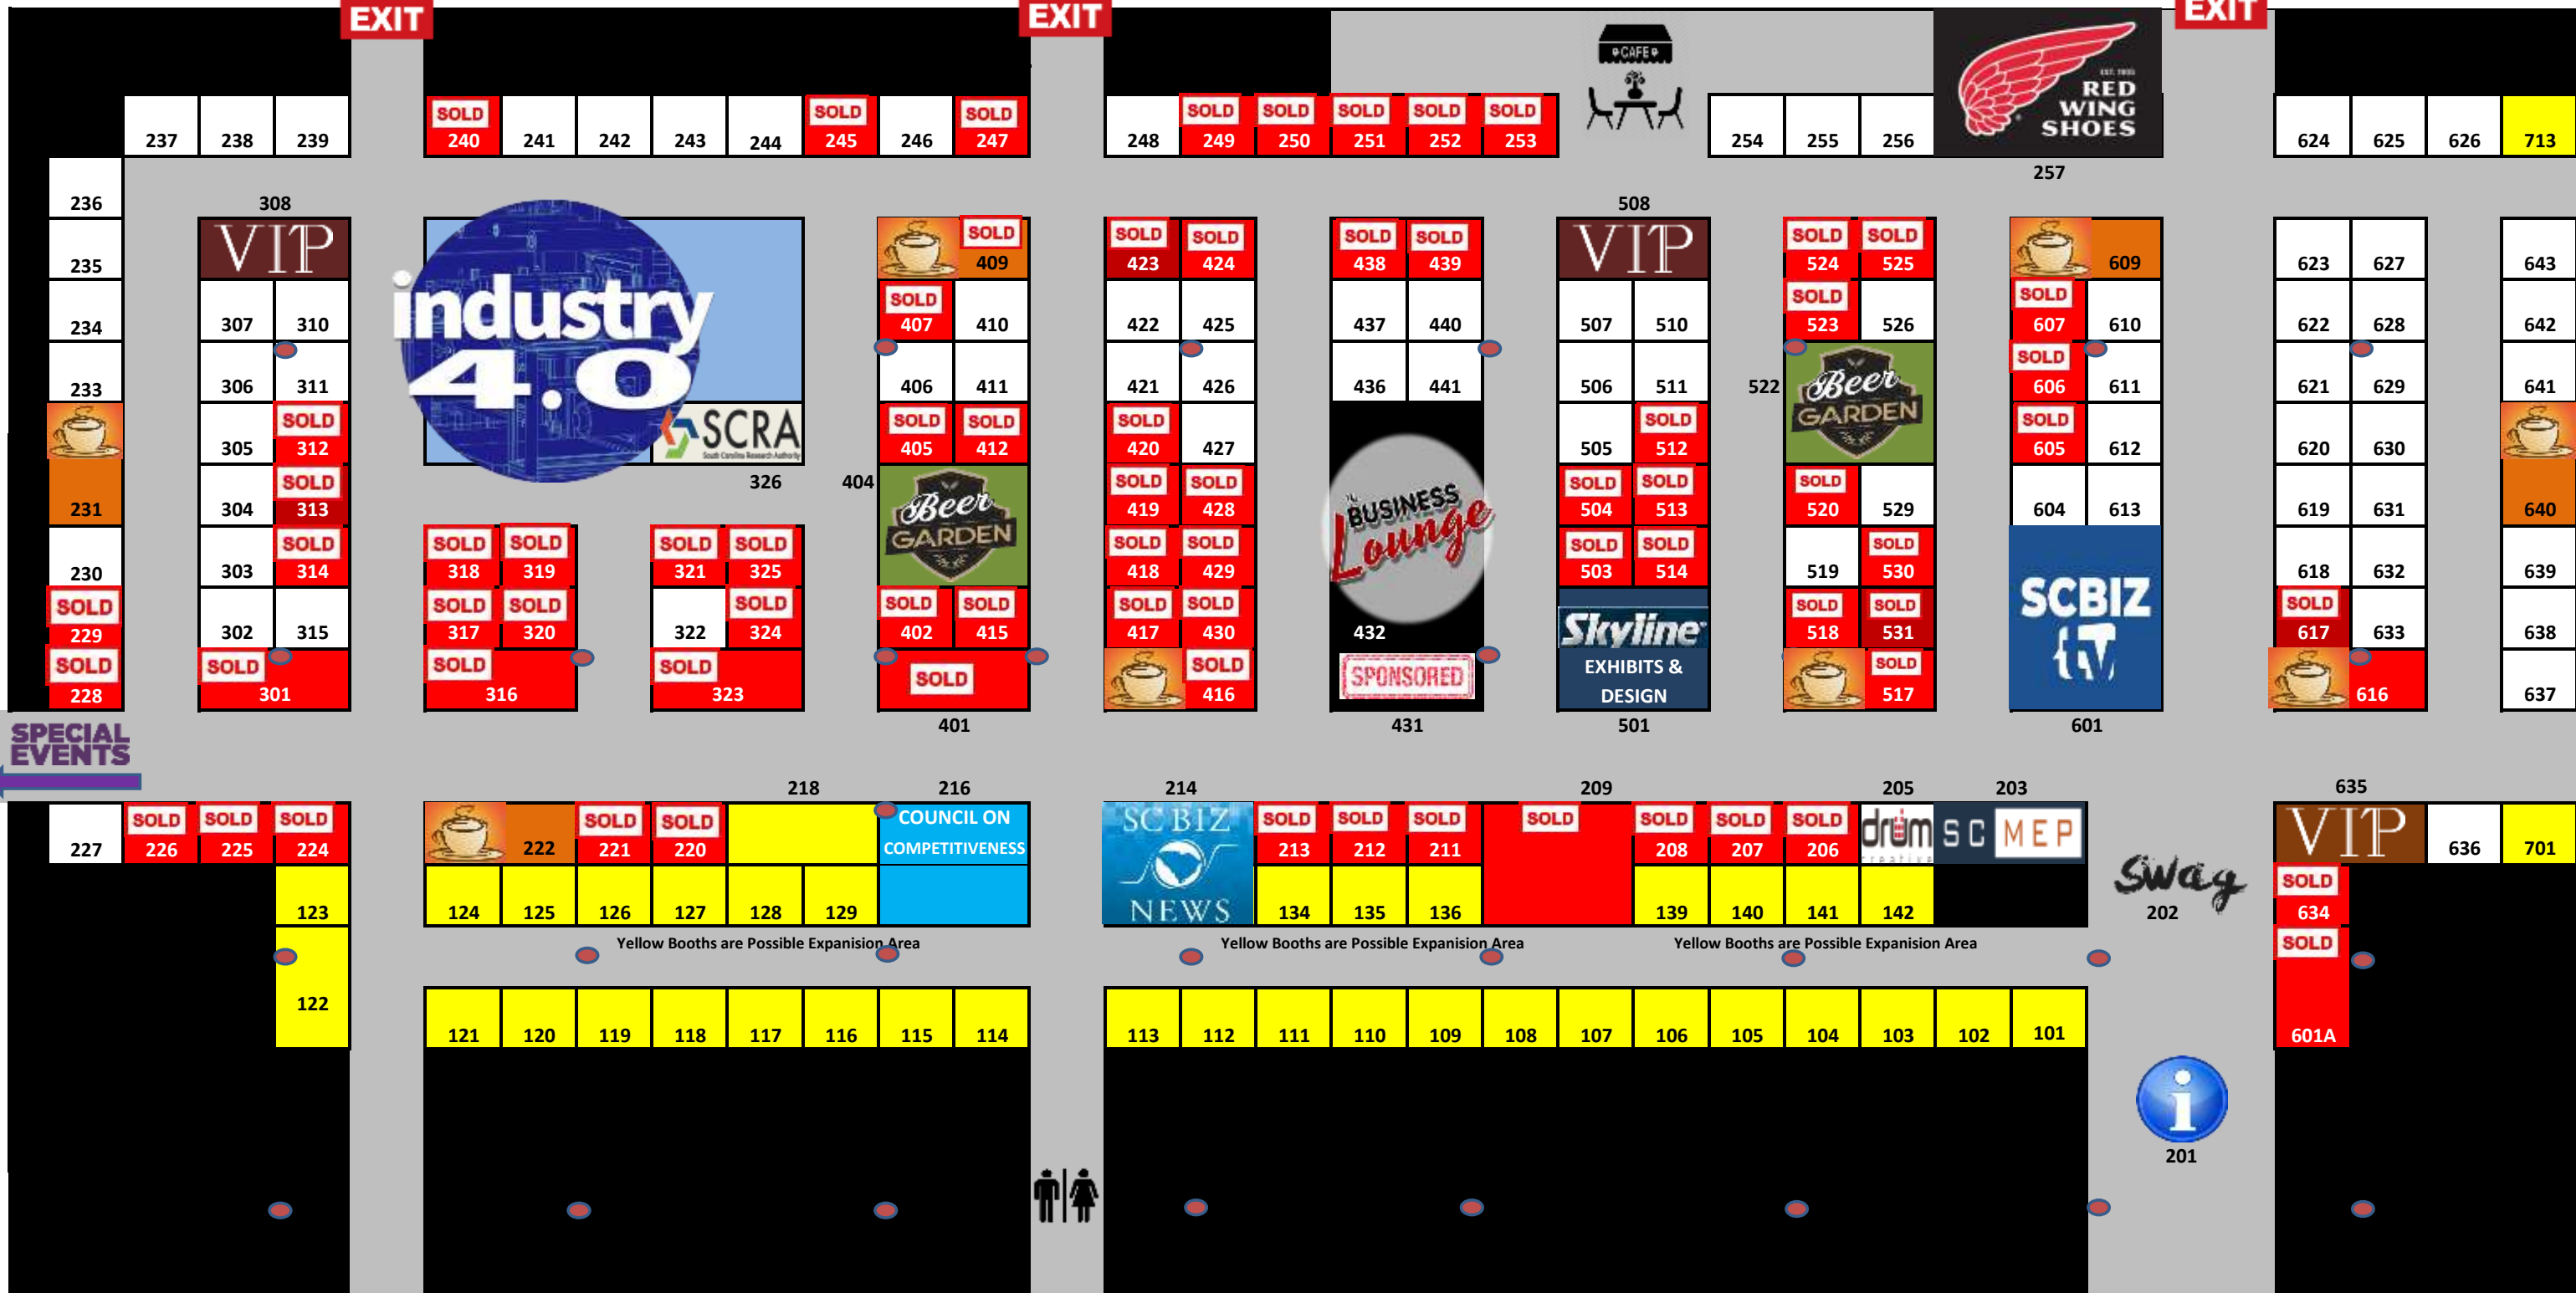 EXIT EXIT EXIT
CAFE
EST. 1905
RED
WING
SHOES
SOLD SOLD SOLD SOLD SOLD SOLD SOLD SOLD
237 238 239 240 241 242 243 244 245 246 247 248 249 250 251 252 253 254 255 256 624 625 626 713
257
236 308 508
VIP SOLD SOLD SOLD SOLD SOLD VIP SOLD SOLD
235 409 423 424 438 439 524 525 609 623 627 643
industry
4.0
SOLD SOLD SOLD
234 307 310 407 410 422 425 437 440 507 510 523 526 607 610 622 628 642
SOLD
233 306 311 406 411 421 426 436 441 506 511 522 606 611 621 629 641
Beer
GARDEN
SOLD SOLD SOLD SOLD SOLD SOLD
305 312 405 412 420 427 505 512 605 612 620 630
SCRA
South Carolina Research Authority
326 404
SOLD SOLD SOLD SOLD SOLD SOLD
231 304 313 419 428 504 513 520 529 604 613 619 631 640
Beer
GARDEN
BUSINESS
Lounge
SOLD SOLD SOLD SOLD SOLD SOLD SOLD SOLD SOLD SOLD
230 303 314 318 319 321 325 418 429 503 514 519 530 618 632 639
SOLD SOLD SOLD SOLD SOLD SOLD SOLD SOLD SOLD SOLD SOLD
229 302 315 317 320 322 324 402 415 417 430 432 518 531 617 633 638
Skyline
EXHIBITS &
DESIGN
SCBIZ
tv
SOLD SOLD SOLD SOLD SOLD SOLD SPONSORED SOLD
228 301 316 323 416 517 616 637
401 431 501 601
SPECIAL
EVENTS
218 216 214 209 205 203 635
SOLD SOLD SOLD SOLD SOLD SOLD SOLD SOLD SOLD SOLD SOLD SOLD
227 226 225 224 222 221 220 213 212 211 208 207 206 636 701
COUNCIL ON
COMPETITIVENESS
SC BIZ
NEWS
drum
creative
SC MEP
VIP
Swag
202
SOLD
123 124 125 126 127 128 129 134 135 136 139 140 141 142 634
Yellow Booths are Possible Expanision Area Yellow Booths are Possible Expanision Area Yellow Booths are Possible Expanision Area
SOLD
122
121 120 119 118 117 116 115 114 113 112 111 110 109 108 107 106 105 104 103 102 101 601A
i
201